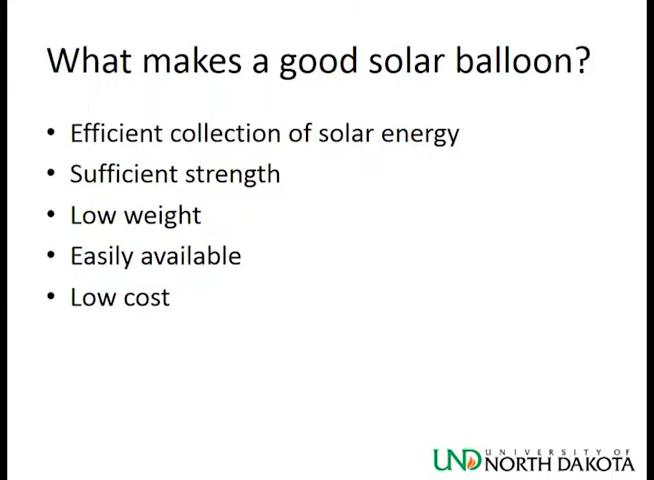 What makes a good solar balloon?
• Efficient collection of solar energy
• Sufficient strength
• Low weight
• Easily available
• Low cost
UND UNIVERSITY OF
NORTH DAKOTA